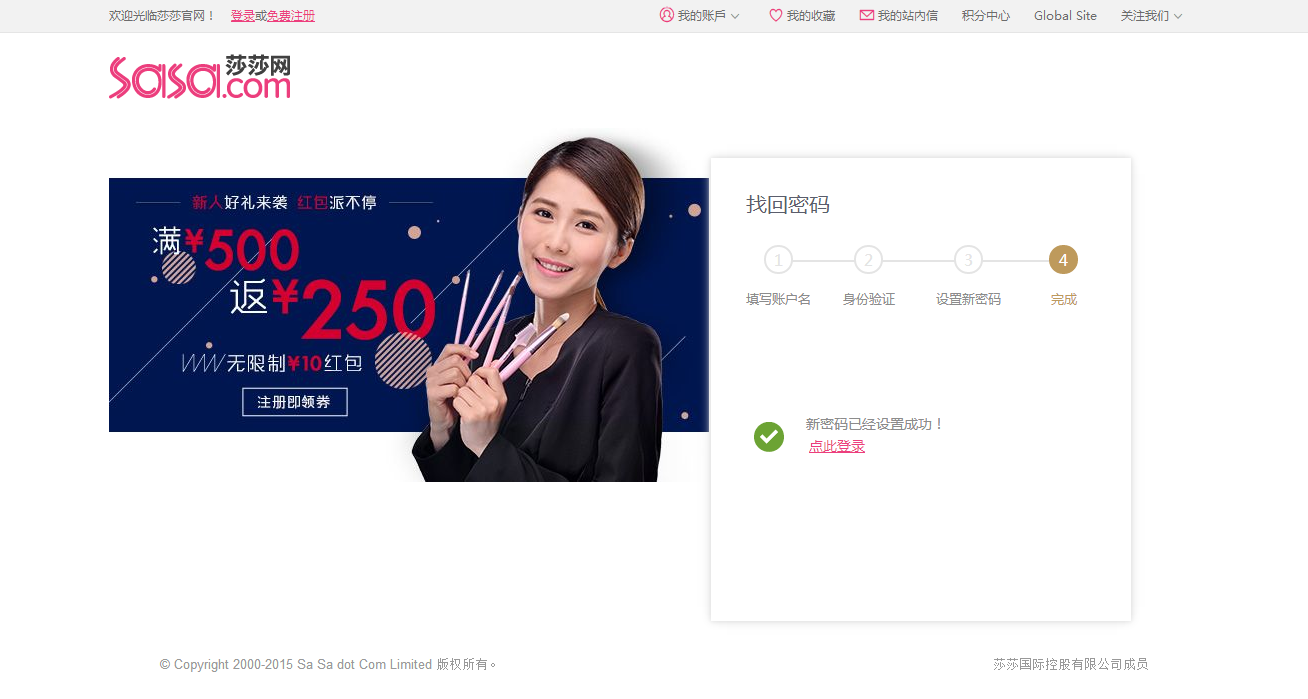 欢迎光临莎莎官网！ 登录或免费注册 我的账戶 我的收藏 我的站内信 积分中心 Global Site 关注我们
莎莎网
Sasa.com
新人好礼来袭 红包派不停
满¥500
返¥250
无限制¥10红包
注册即领券
找回密码
1 2 3 4
填写账户名 身份验证 设置新密码 完成
新密码已经设置成功！
点此登录
© Copyright 2000-2015 Sa Sa dot Com Limited 版权所有。 莎莎国际控股有限公司成员